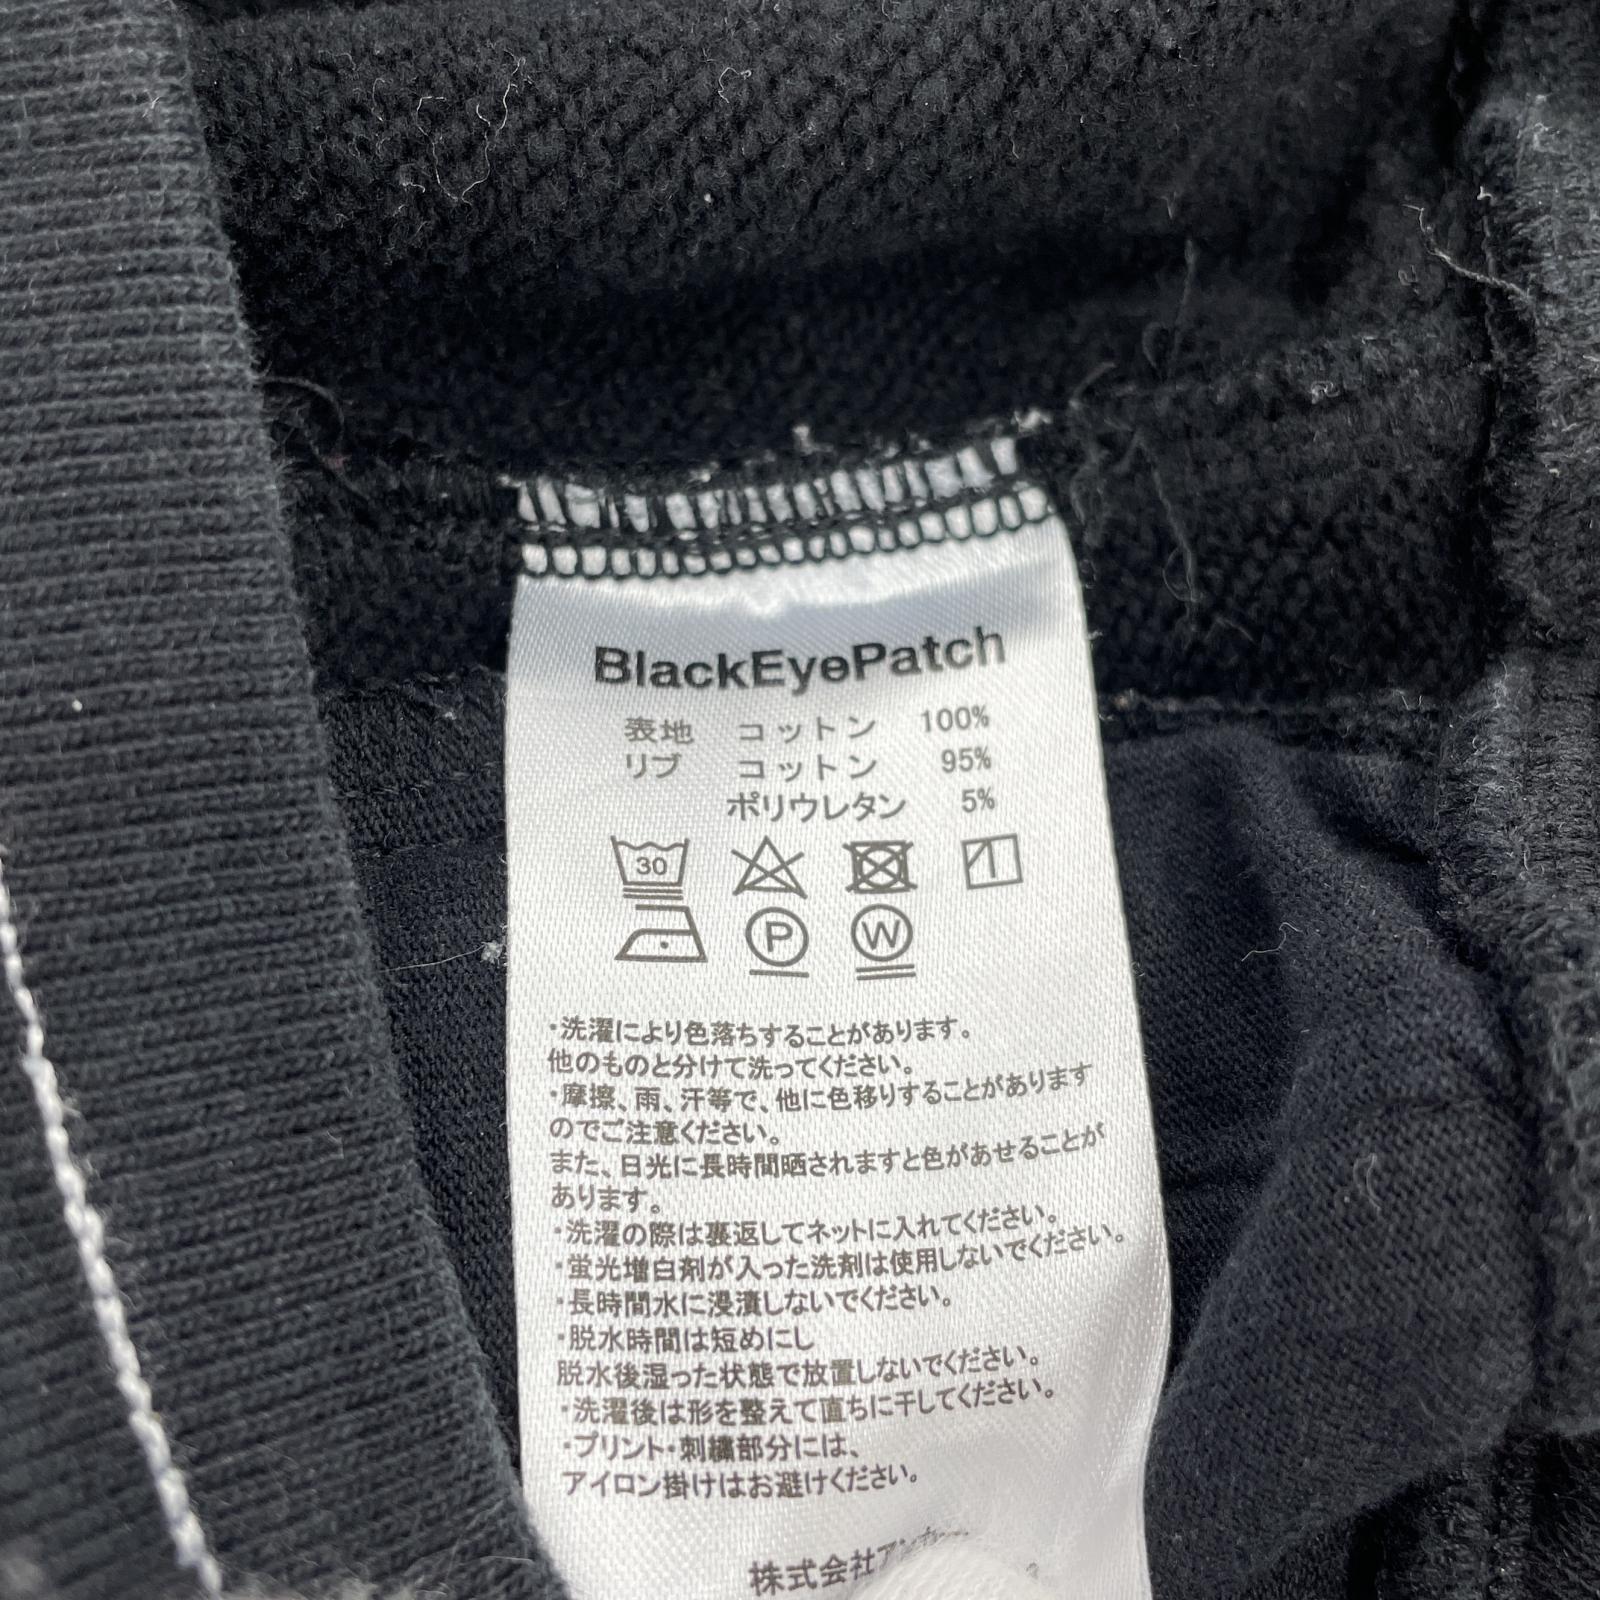 BlackEyePatch
表地 コットン 100%
リブ コットン 95%
ポリウレタン 5%
30
P W
・洗濯により色落ちすることがあります。
他のものと分けて洗ってください。
・摩擦、雨、汗等で、他に色移りすることがあります
のでご注意ください。
また、日光に長時間晒されますと色があせることが
あります。
・洗濯の際は裏返してネットに入れてください。
・蛍光増白剤が入った洗剤は使用しないでください。
・長時間水に浸漬しないでください。
・脱水時間は短めにし
脱水後湿った状態で放置しないでください。
・洗濯後は形を整えて直ちに干してください。
・プリント・刺繍部分には、
アイロン掛けはお避けください。
株式会社